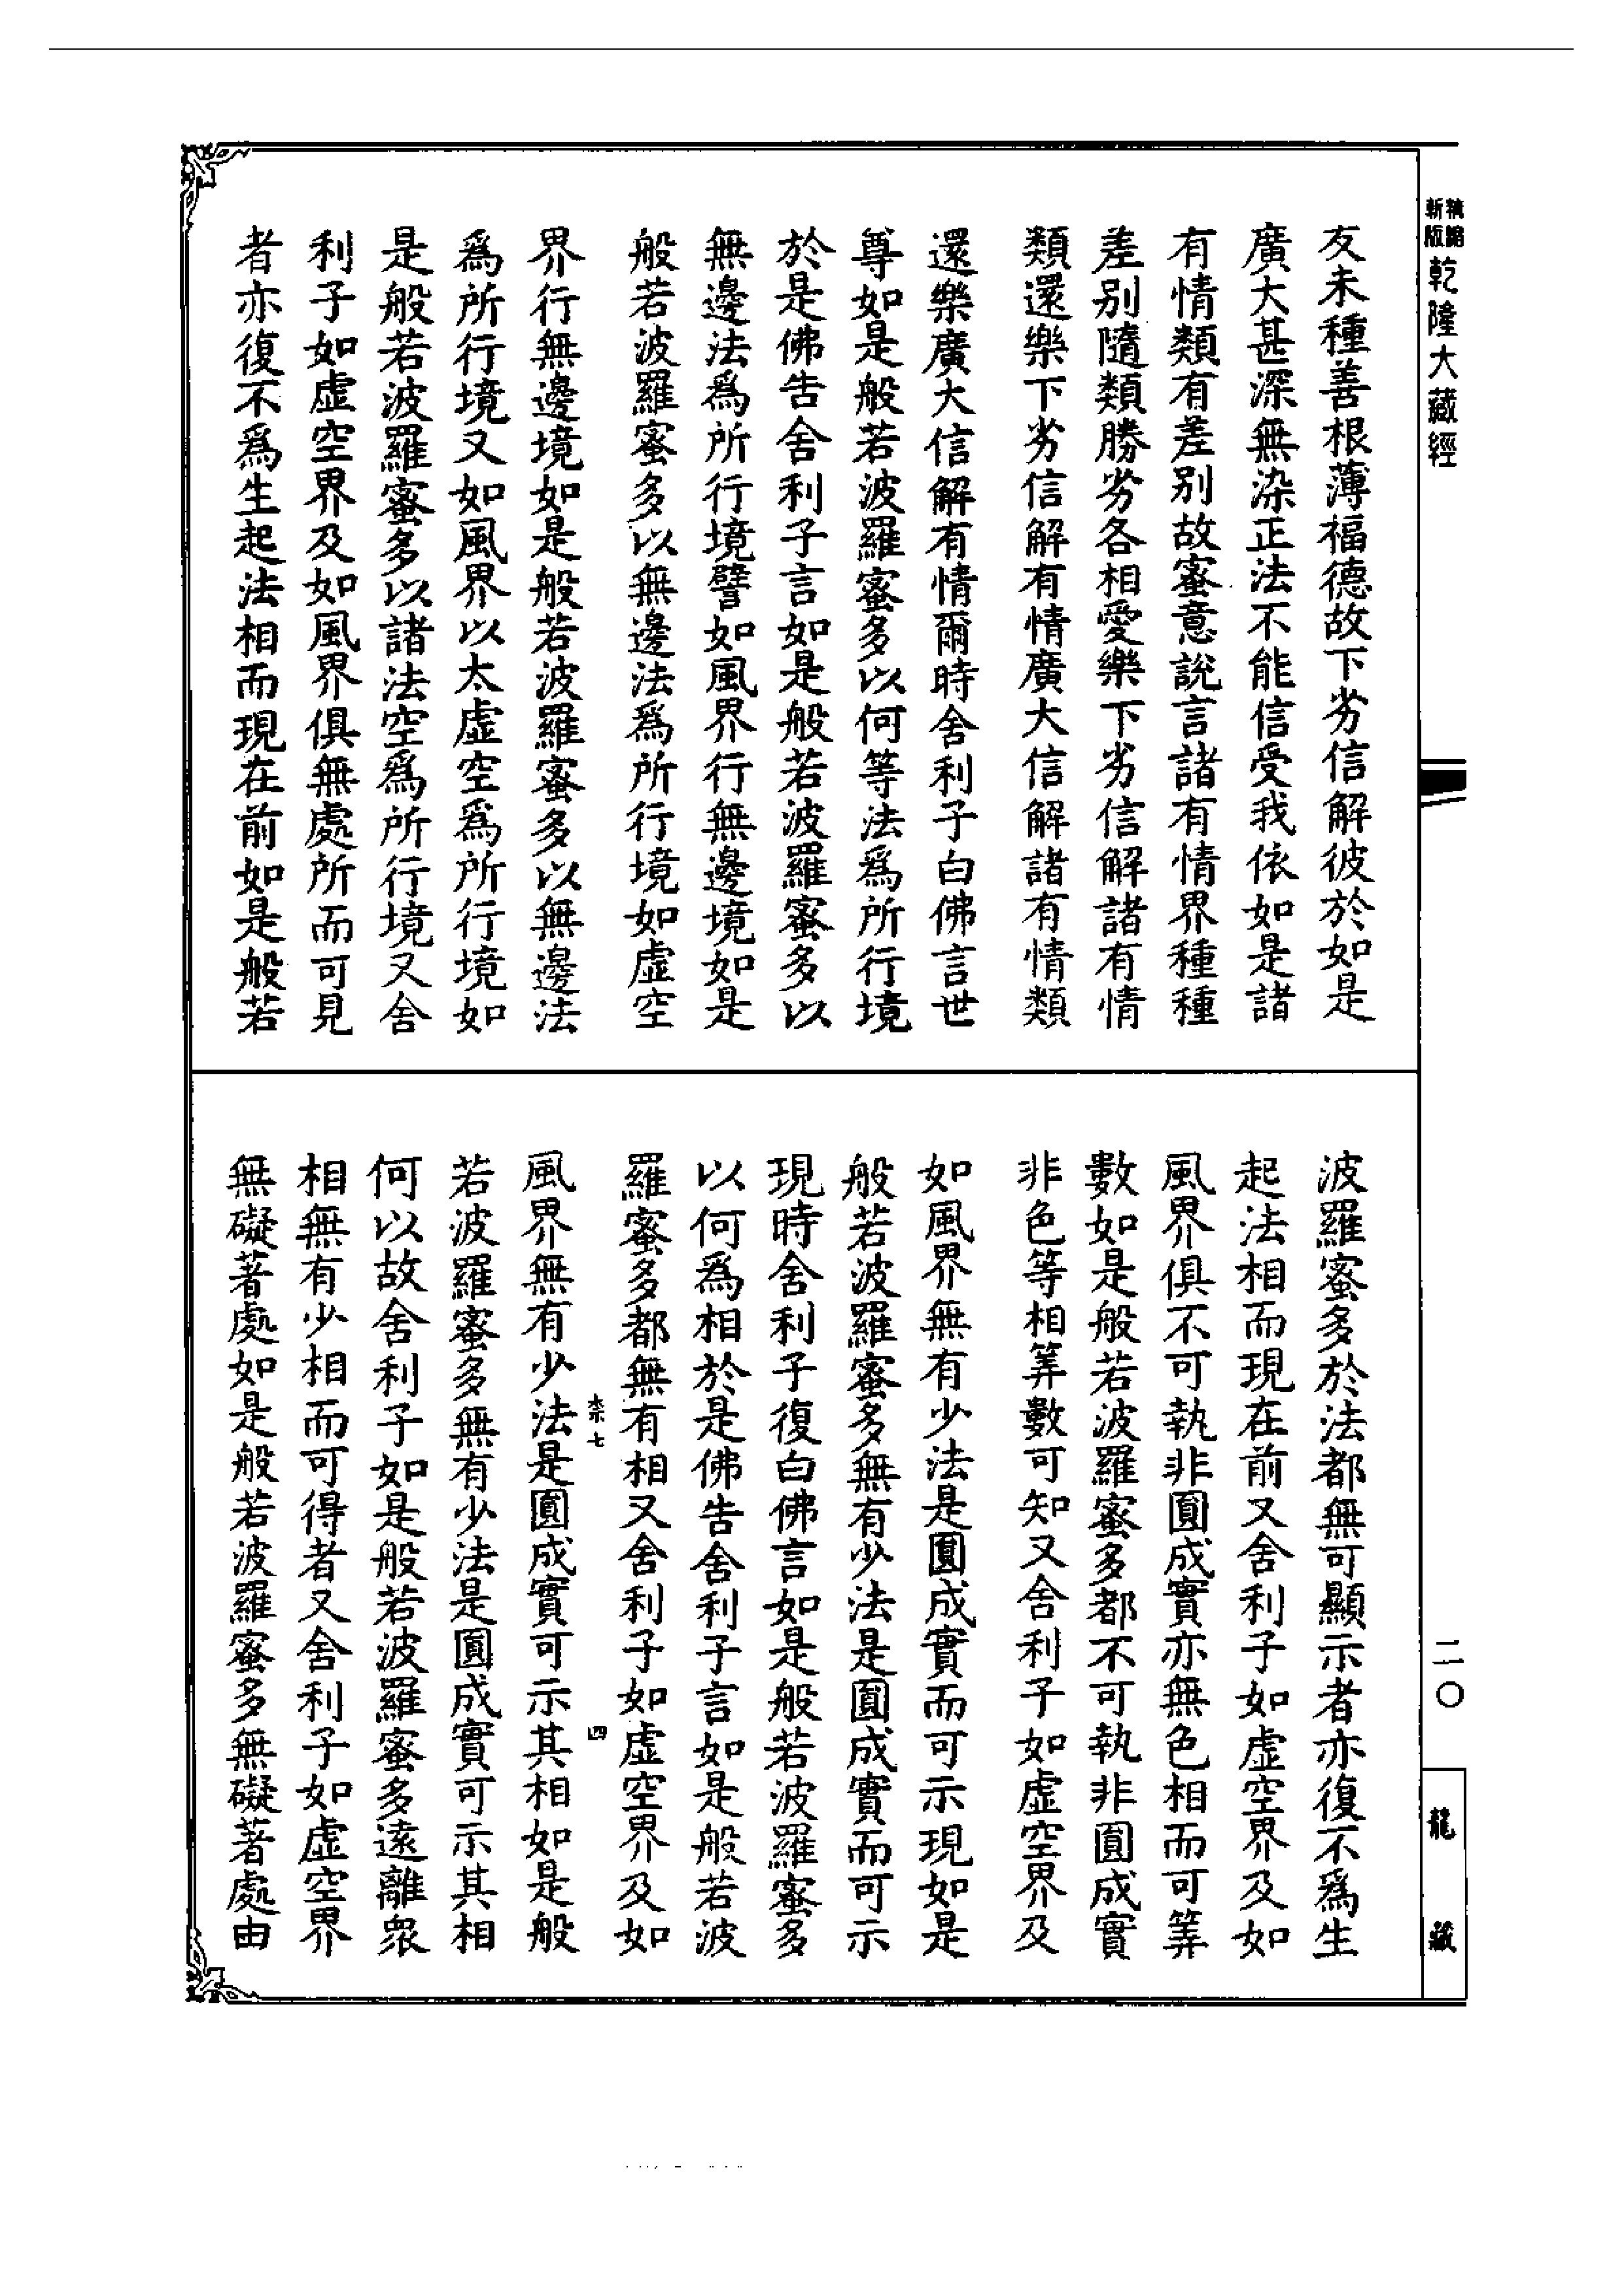 精縮
新版
乾隆大藏經
友未種善根薄福德故下劣信解彼於如是
廣大甚深無染正法不能信受我依如是諸
有情類有差别故蜜意說言諸有情界種種
差别隨類勝劣各相愛樂下劣信解諸有情
類還樂下劣信解有情廣大信解諸有情類
還樂廣大信解有情爾時舍利子白佛言世
尊如是般若波羅蜜多以何等法爲所行境
於是佛告舍利子言如是般若波羅蜜多以
無邊法爲所行境譬如風界行無邊境如是
般若波羅蜜多以無邊法爲所行境如虛空
界行無邊境如是般若波羅蜜多以無邊法
爲所行境又如風界以太虛空爲所行境如
是般若波羅蜜多以諸法空爲所行境又舍
利子如虛空界及如風界俱無處所而可見
者亦復不爲生起法相而現在前如是般若
波羅蜜多於法都無可顯示者亦復不爲生
起法相而現在前又舍利子如虛空界及如
風界俱不可執非圓成實亦無色相而可筭
數如是般若波羅蜜多都不可執非圓成實
非色等相筭數可知又舍利子如虛空界及
如風界無有少法是圓成實而可示現如是
般若波羅蜜多無有少法是圓成實而可示
現時舍利子復白佛言如是般若波羅蜜多
以何爲相於是佛告舍利子言如是般若波
羅蜜多都無有相又舍利子如虛空界及如
柰七
四
風界無有少法是圓成實可示其相如是般
若波羅蜜多無有少法是圓成實可示其相
何以故舍利子如是般若波羅蜜多遠離衆
相無有少相而可得者又舍利子如虛空界
無礙著處如是般若波羅蜜多無礙著處由
二〇
龍藏